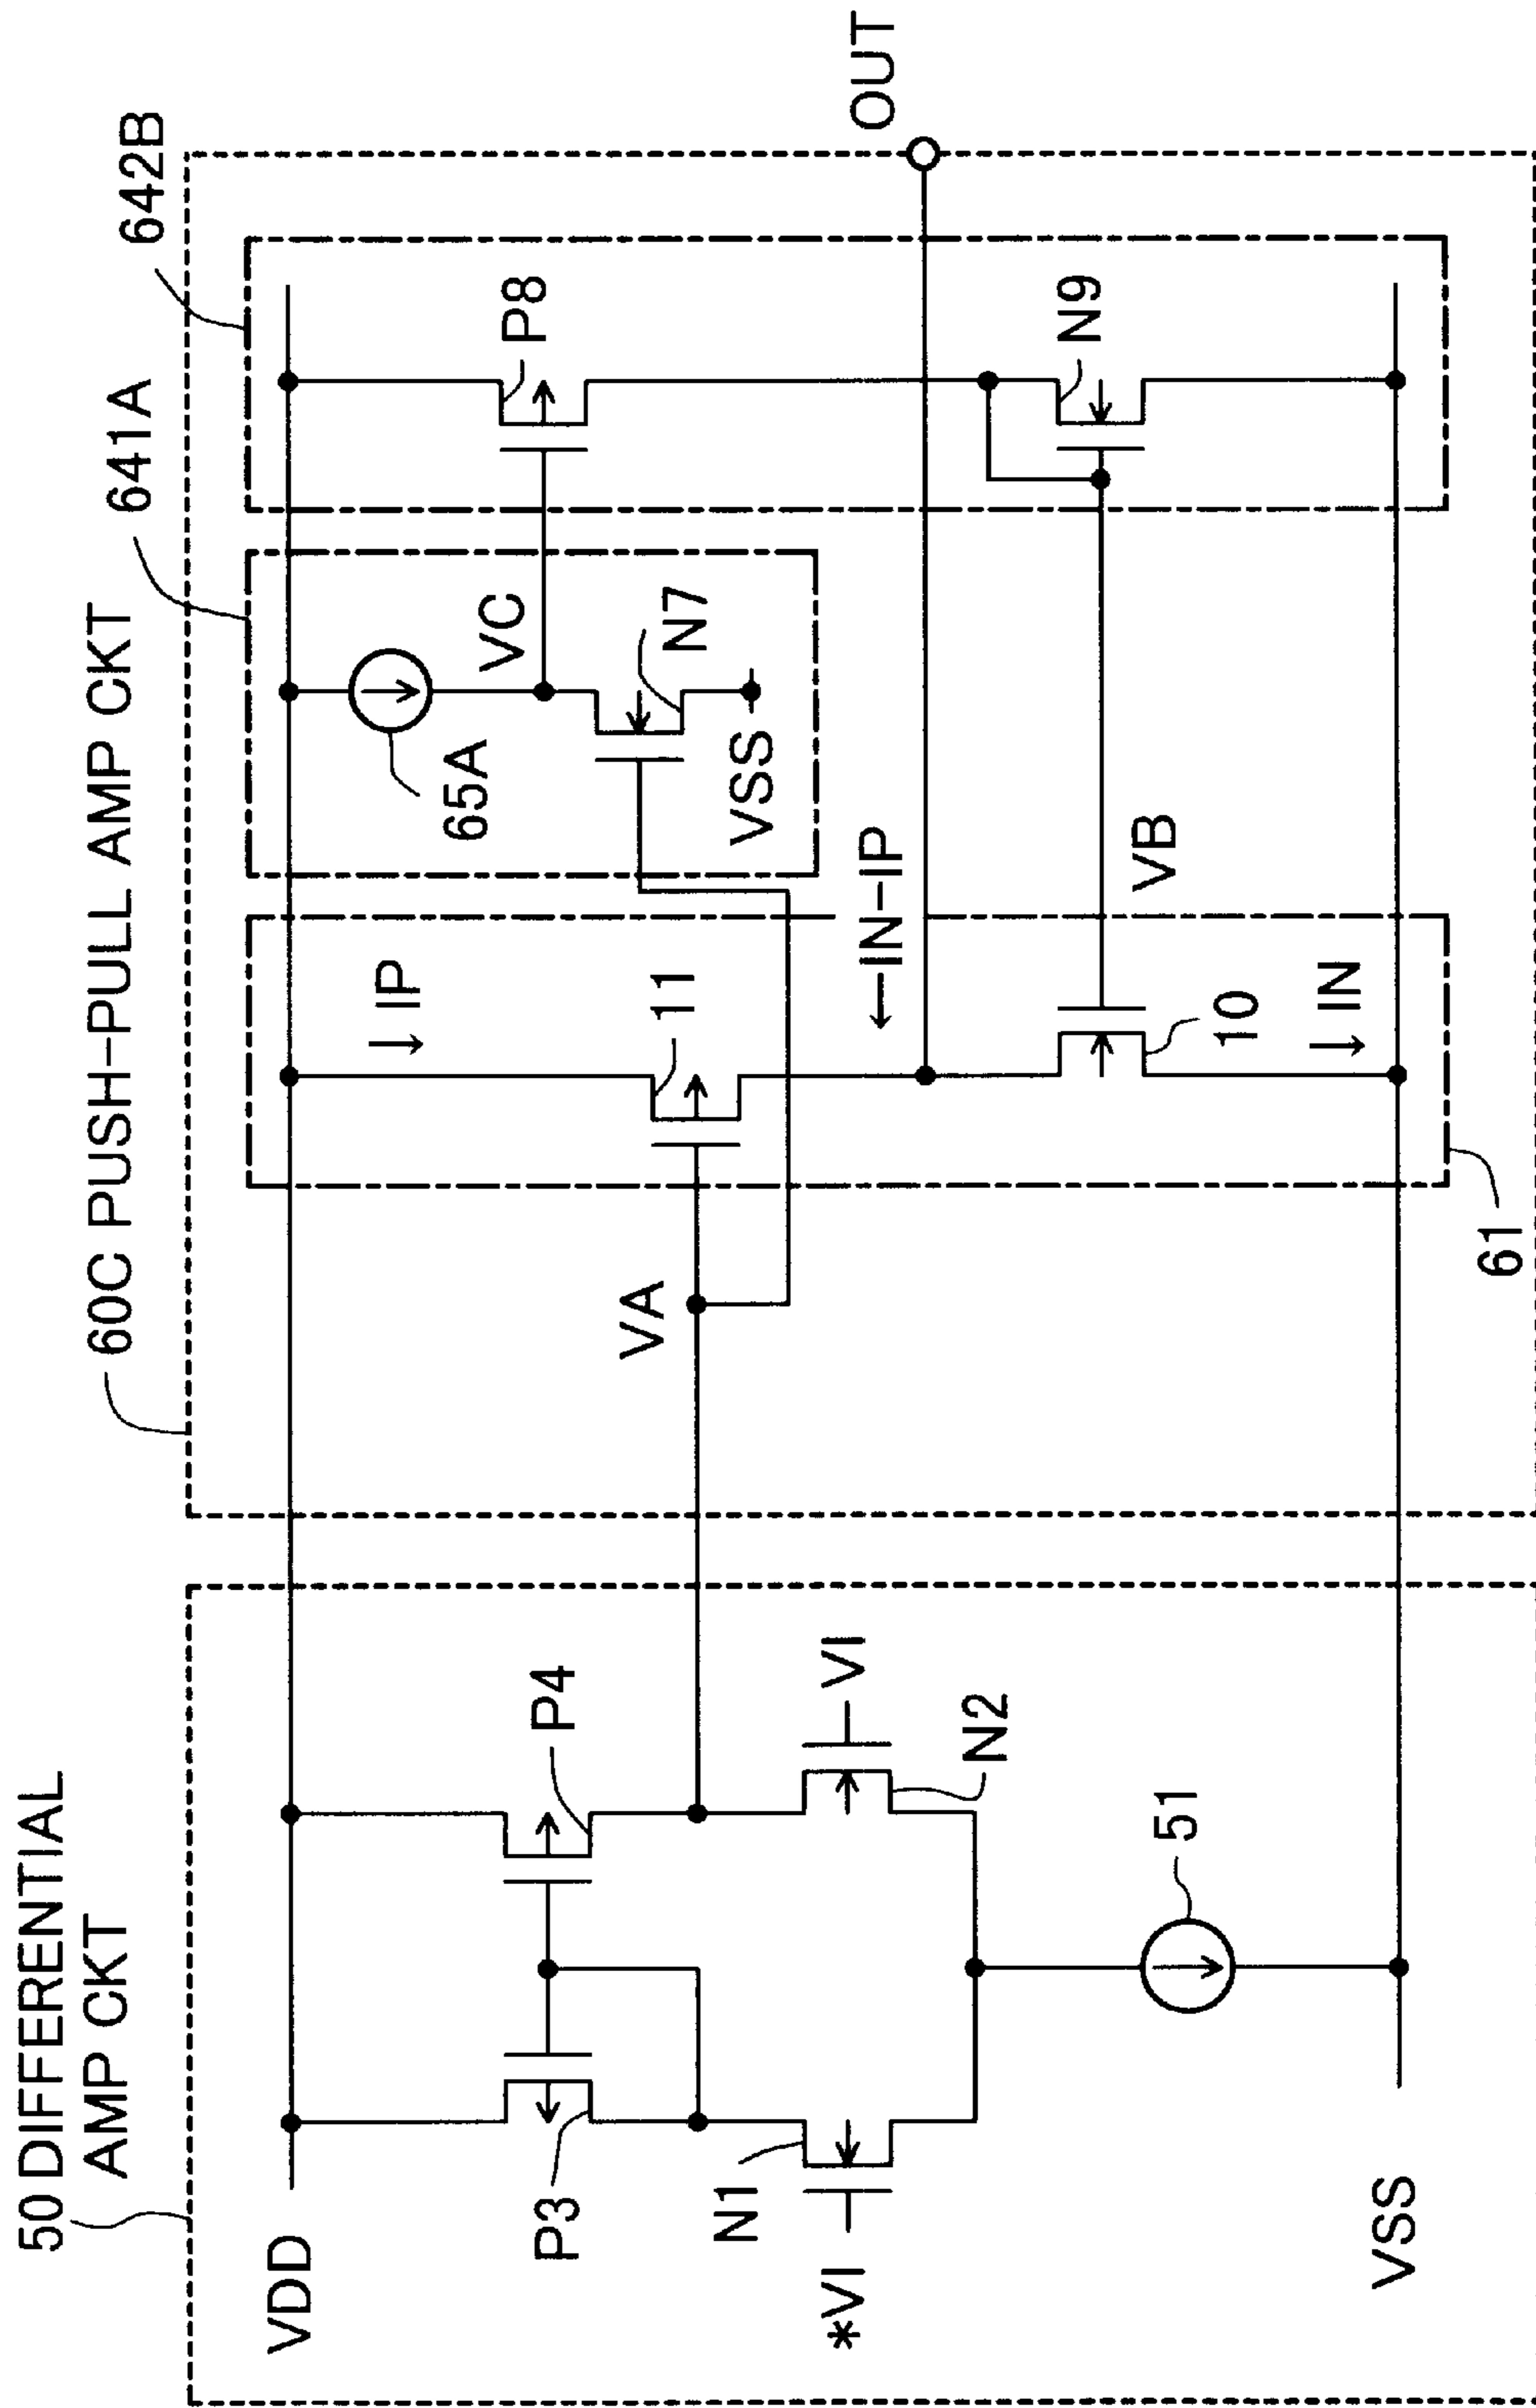 50 DIFFERENTIAL
AMP CKT
60C PUSH-PULL AMP CKT
641A
642B
VDD
P3
P4
N1
N2
*VI
VI
51
VSS
VA
↓ IP
11
←IN-IP
10
↓ IN
61
VB
65A
VC
N7
VSS
P8
N9
OUT